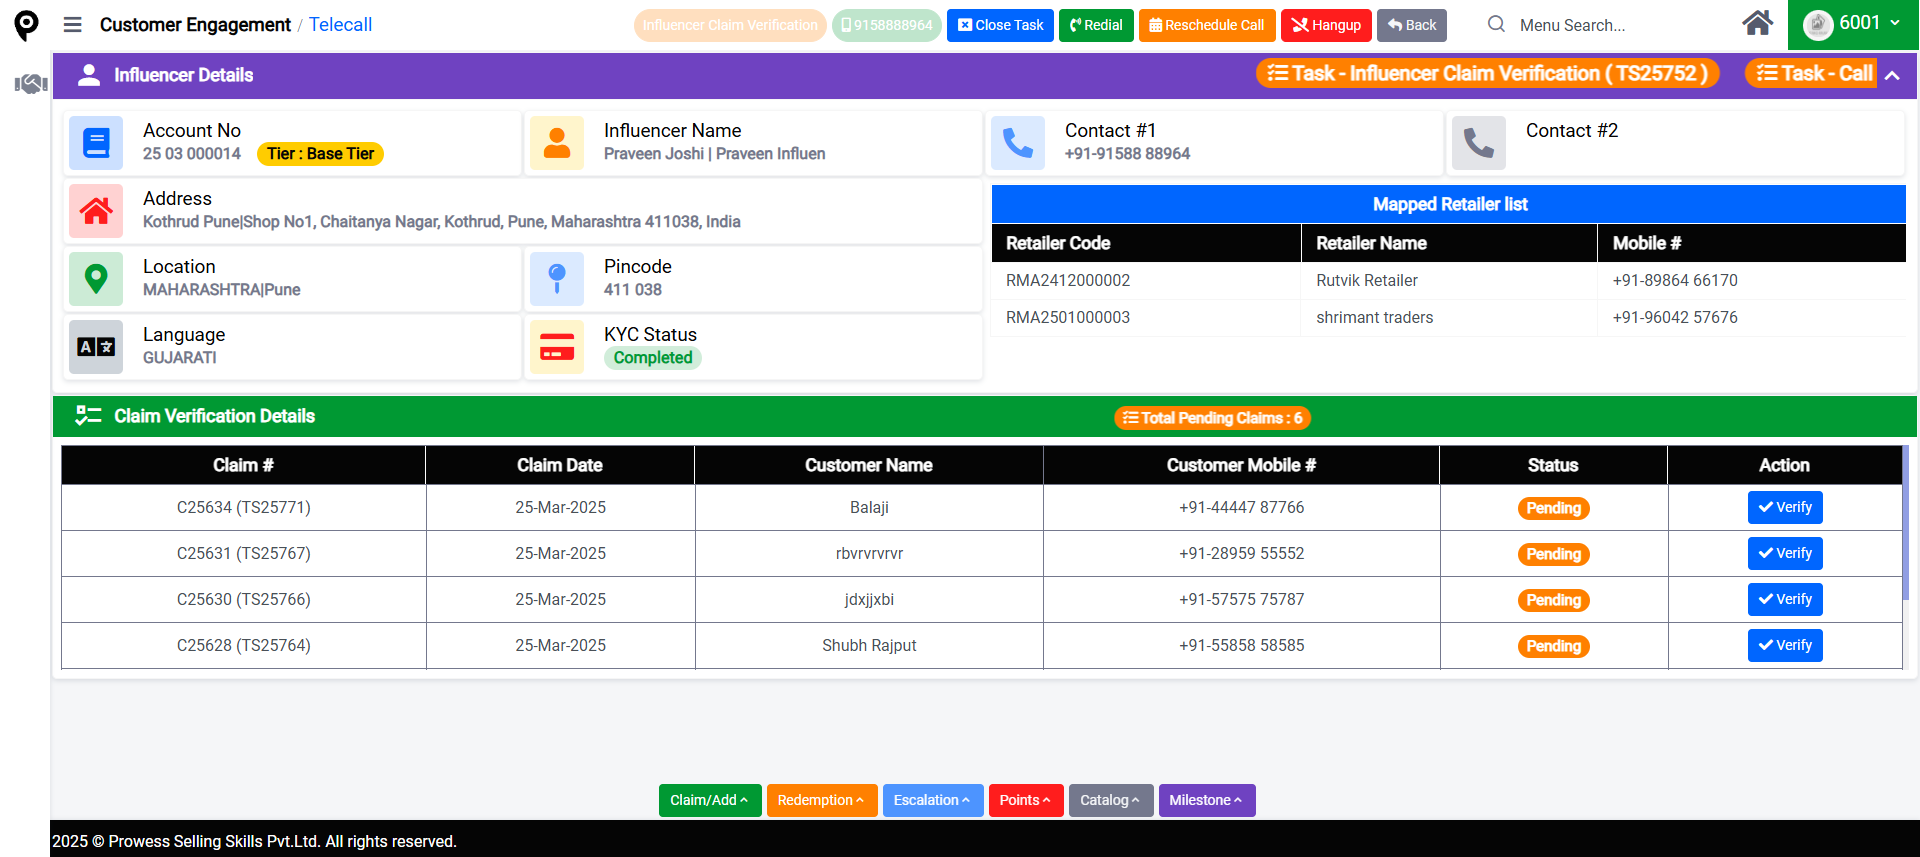 Customer Engagement / Telecall
Influencer Claim Verification
9158888964
Close Task
Redial
Reschedule Call
Hangup
Back
Menu Search...
6001
Influencer Details
Task - Influencer Claim Verification ( TS25752 )
Task - Call
Account No
25 03 000014
Tier : Base Tier
Influencer Name
Praveen Joshi | Praveen Influen
Contact #1
+91-91588 88964
Contact #2
Address
Kothrud Pune|Shop No1, Chaitanya Nagar, Kothrud, Pune, Maharashtra 411038, India
Location
MAHARASHTRA|Pune
Pincode
411 038
Language
GUJARATI
KYC Status
Completed
Mapped Retailer list
Retailer Code Retailer Name Mobile #
RMA2412000002 Rutvik Retailer +91-89864 66170
RMA2501000003 shrimant traders +91-96042 57676
Claim Verification Details
Total Pending Claims : 6
Claim # Claim Date Customer Name Customer Mobile # Status Action
C25634 (TS25771) 25-Mar-2025 Balaji +91-44447 87766 Pending Verify
C25631 (TS25767) 25-Mar-2025 rbvrvrvrvr +91-28959 55552 Pending Verify
C25630 (TS25766) 25-Mar-2025 jdxjjxbi +91-57575 75787 Pending Verify
C25628 (TS25764) 25-Mar-2025 Shubh Rajput +91-55858 58585 Pending Verify
Claim/Add
Redemption
Escalation
Points
Catalog
Milestone
2025 © Prowess Selling Skills Pvt.Ltd. All rights reserved.